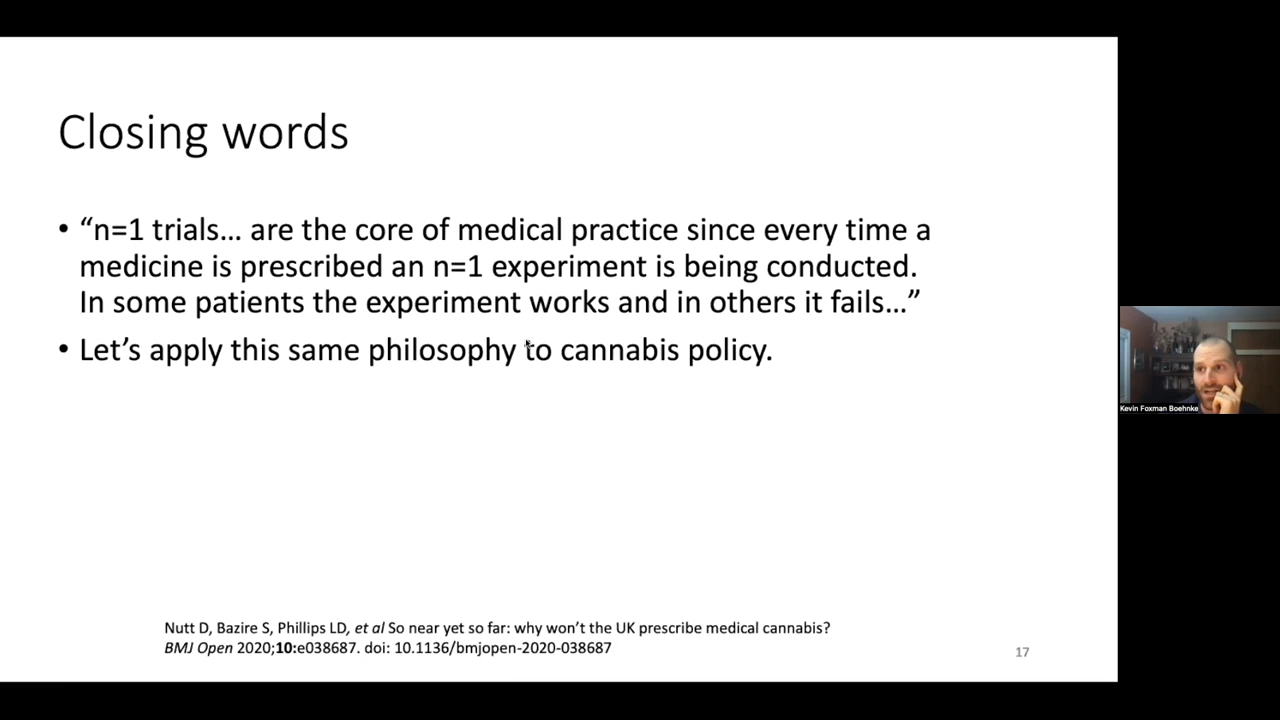 Closing words
• “n=1 trials… are the core of medical practice since every time a
medicine is prescribed an n=1 experiment is being conducted.
In some patients the experiment works and in others it fails…”
• Let’s apply this same philosophy to cannabis policy.
Kevin Foxman Boehnke
Nutt D, Bazire S, Phillips LD, et al So near yet so far: why won’t the UK prescribe medical cannabis?
BMJ Open 2020;10:e038687. doi: 10.1136/bmjopen-2020-038687
17